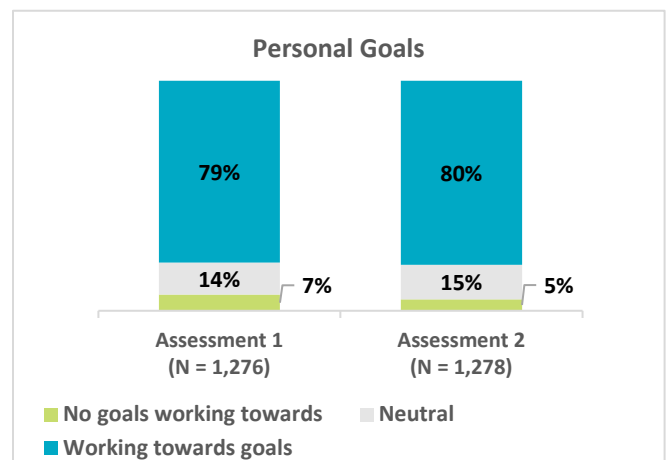 Personal Goals
79% 80%
14% 7% 15% 5%
Assessment 1 Assessment 2
(N = 1,276) (N = 1,278)
No goals working towards Neutral
Working towards goals